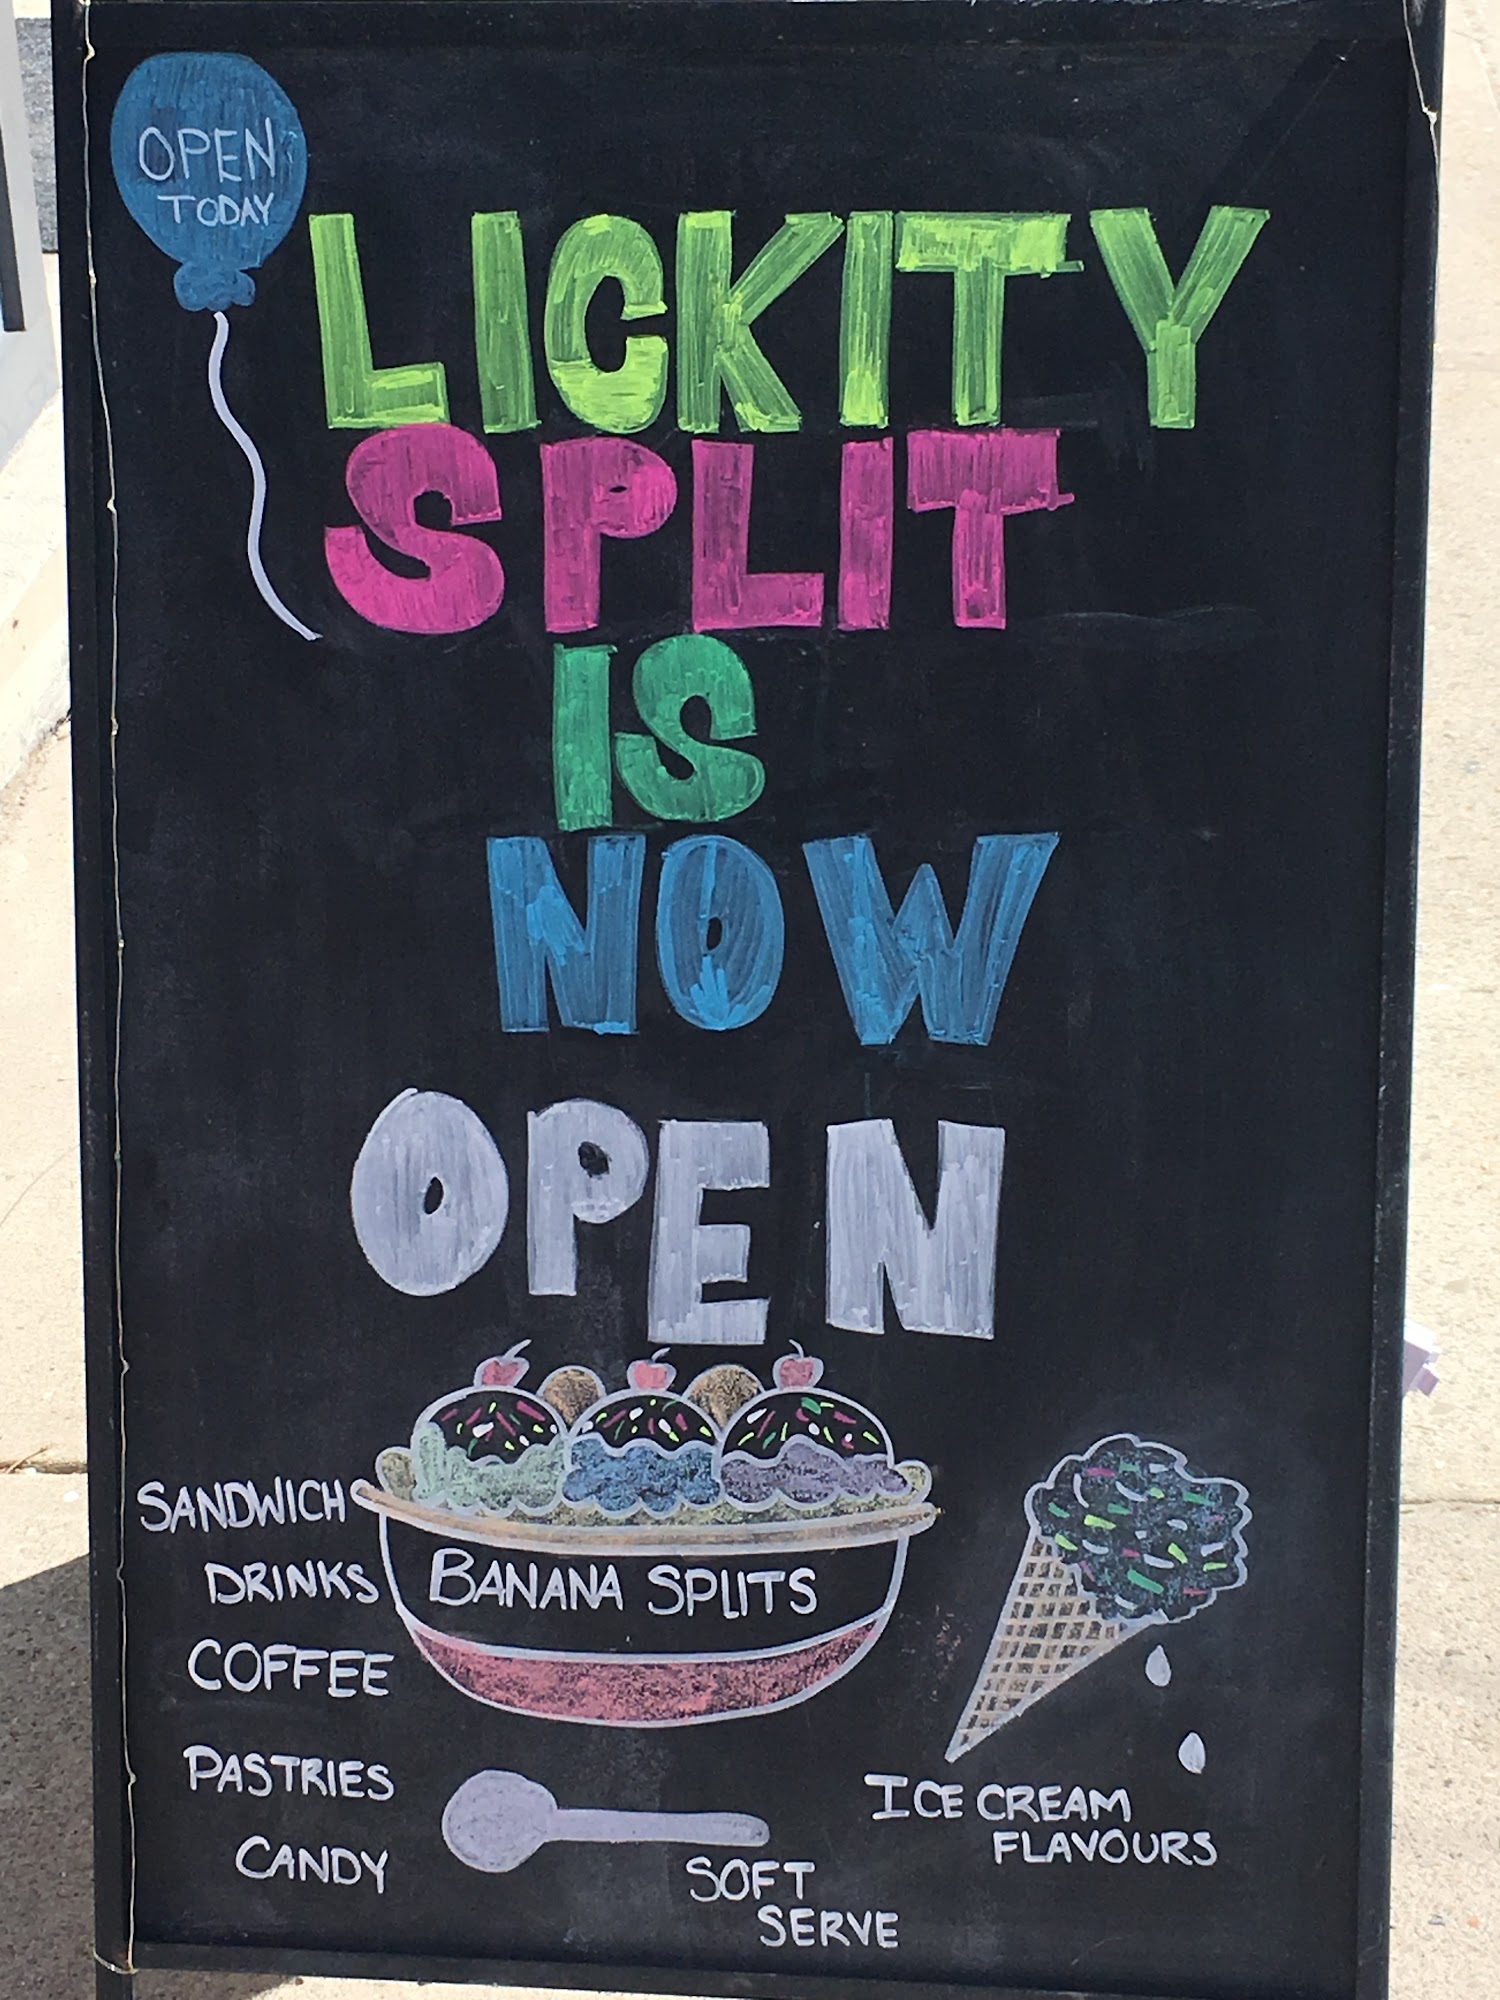 OPEN
TODAY
LICKITY
SPLIT
IS
NOW
OPEN
SANDWICH
DRINKS
COFFEE
PASTRIES
CANDY
BANANA SPLITS
SOFT
SERVE
ICE CREAM
FLAVOURS